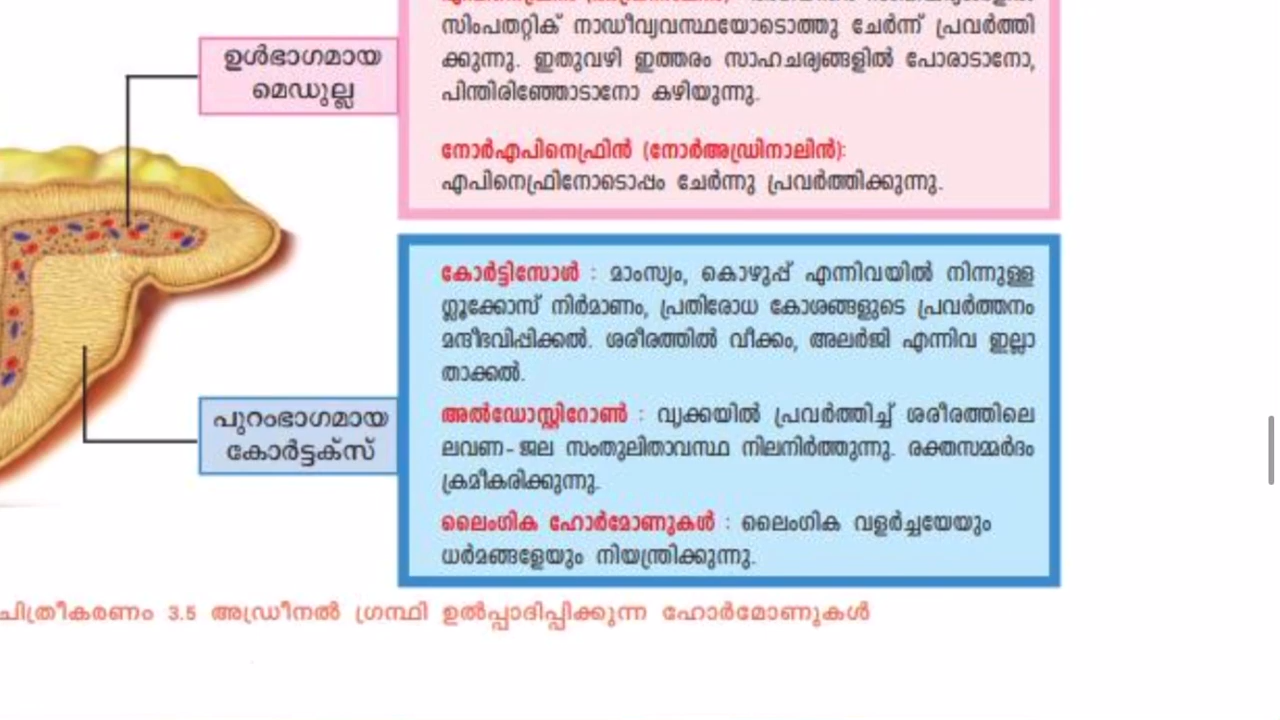 സിംപതറ്റിക് നാഡീവ്യവസ്ഥയോടൊത്തു ചേർന്ന് പ്രവർത്തി
ക്കുന്നു. ഇതുവഴി ഇത്തരം സാഹചര്യങ്ങളിൽ പോരാടാനോ,
പിന്തിരിഞ്ഞോടാനോ കഴിയുന്നു.
ഉൾഭാഗമായ
മെഡുല്ല
നോർഎപിനെഫ്രിൻ (നോർഅഡ്രിനാലിൻ):
എപിനെഫ്രിനോടൊപ്പം ചേർന്നു പ്രവർത്തിക്കുന്നു.
കോർട്ടിസോൾ : മാംസ്യം, കൊഴുപ്പ് എന്നിവയിൽ നിന്നുള്ള
ഗ്ലൂക്കോസ് നിർമാണം, പ്രതിരോധ കോശങ്ങളുടെ പ്രവർത്തനം
മന്ദീഭവിപ്പിക്കൽ. ശരീരത്തിൽ വീക്കം, അലർജി എന്നിവ ഇല്ലാ
താക്കൽ.
പുറംഭാഗമായ
കോർട്ടക്സ്
അൽഡോസ്റ്റിറോൺ : വൃക്കയിൽ പ്രവർത്തിച്ച് ശരീരത്തിലെ
ലവണ-ജല സംതുലിതാവസ്ഥ നിലനിർത്തുന്നു. രക്തസമ്മർദം
ക്രമീകരിക്കുന്നു.
ലൈംഗിക ഹോർമോണുകൾ : ലൈംഗിക വളർച്ചയേയും
ധർമങ്ങളേയും നിയന്ത്രിക്കുന്നു.
ചിത്രീകരണം 3.5 അഡ്രീനൽ ഗ്രന്ഥി ഉൽപ്പാദിപ്പിക്കുന്ന ഹോർമോണുകൾ